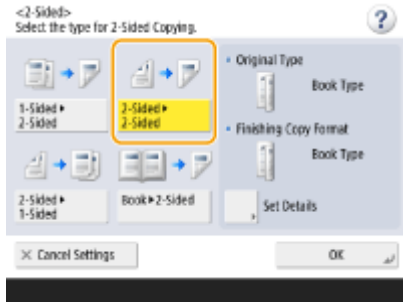 <2-Sided>
Select the type for 2-Sided Copying.
?
1-Sided ▸
2-Sided
2-Sided ▸
2-Sided
2-Sided ▸
1-Sided
Book ▸ 2-Sided
• Original Type
Book Type
• Finishing Copy Format
Book Type
Set Details
× Cancel Settings
OK